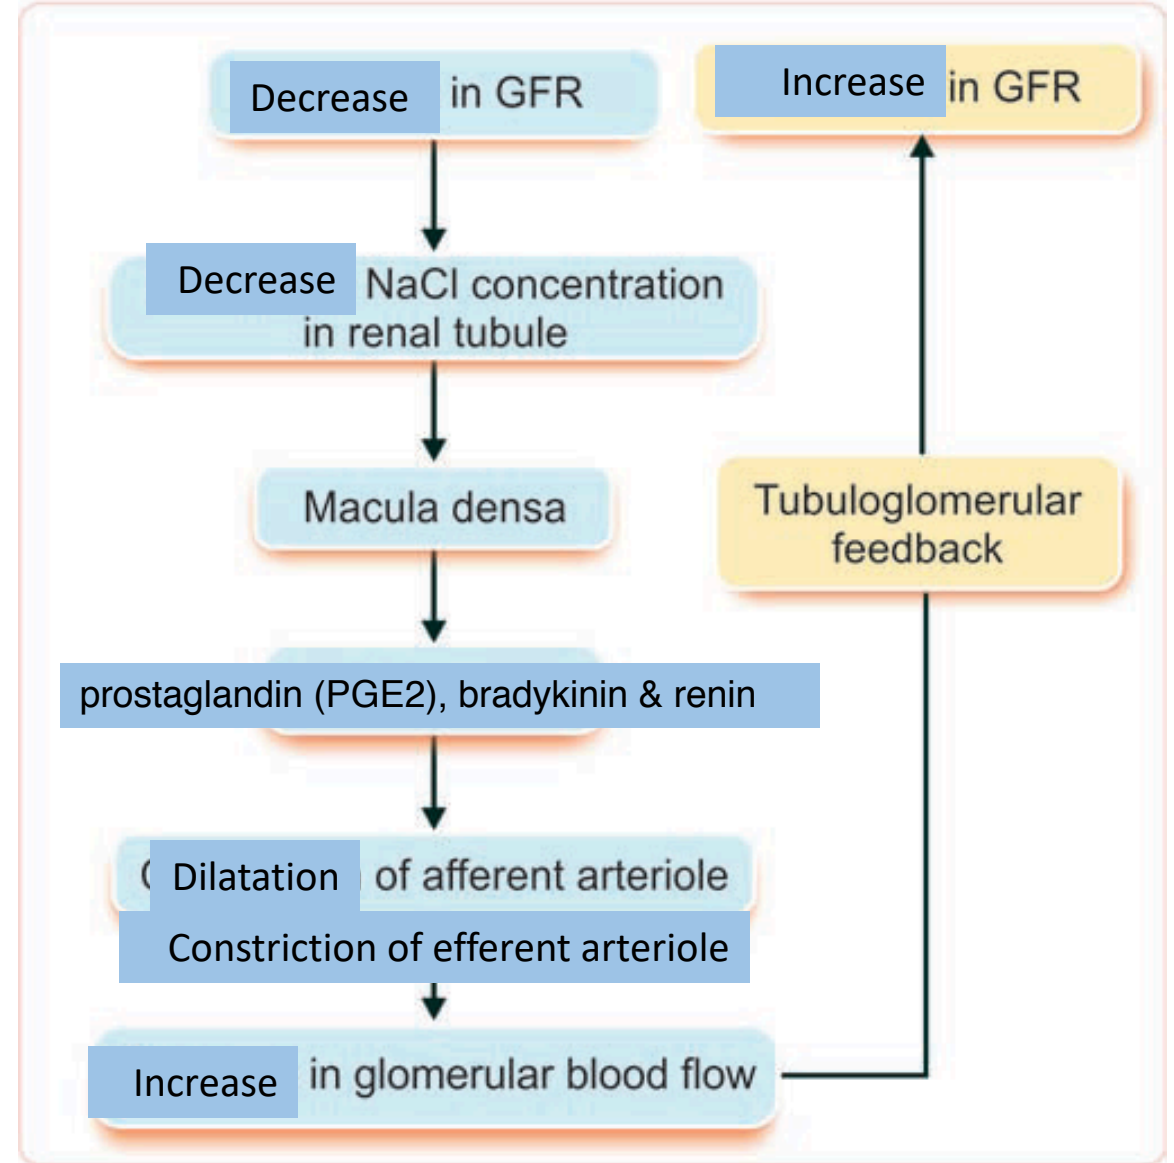 Decrease in GFR
Increase in GFR
Decrease NaCl concentration
in renal tubule
Macula densa
Tubuloglomerular
feedback
prostaglandin (PGE2), bradykinin & renin
Dilatation of afferent arteriole
Constriction of efferent arteriole
Increase in glomerular blood flow